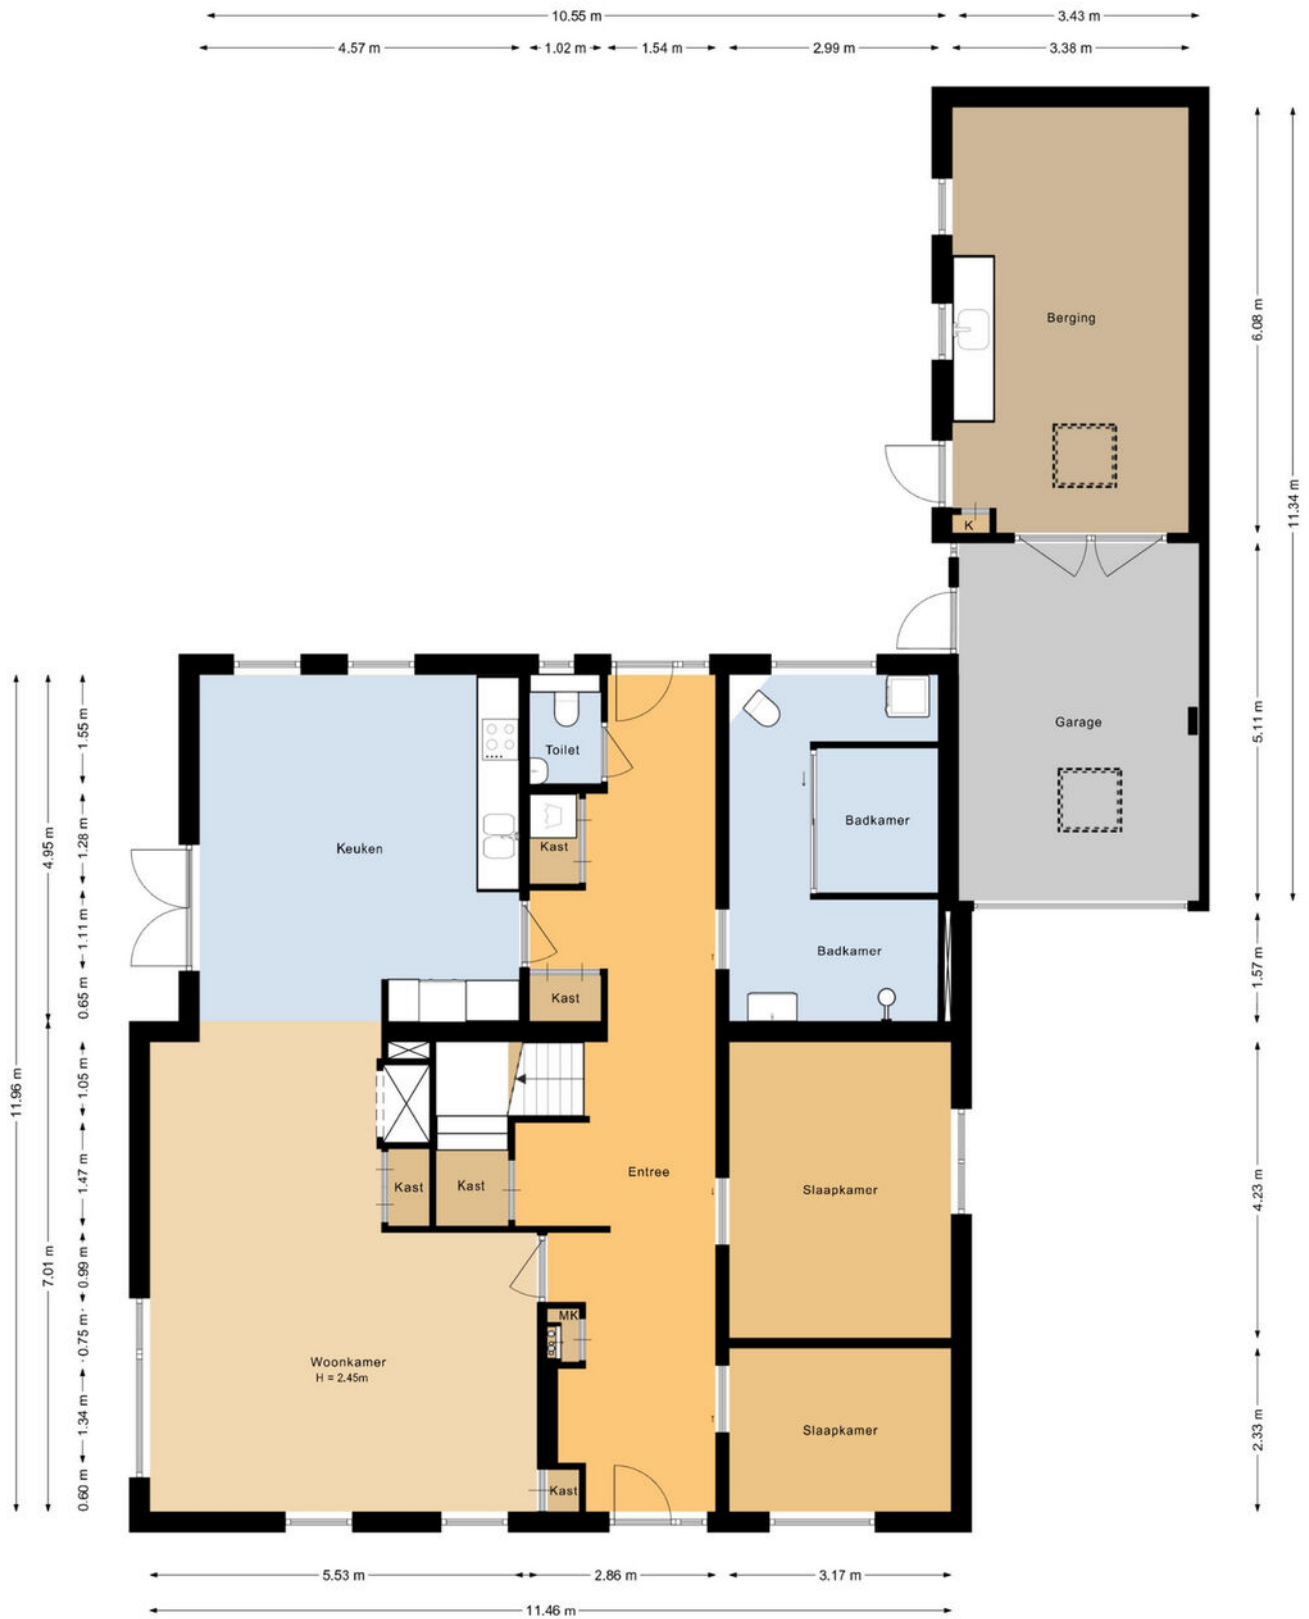 10.55 m
3.43 m
4.57 m
1.02 m
1.54 m
2.99 m
3.38 m
Berging
6.08 m
11.34 m
K
Garage
5.11 m
Toilet
Keuken
Kast
Badkamer
Badkamer
Kast
11.96 m
4.95 m
1.55 m
1.28 m
1.11 m
0.65 m
1.57 m
7.01 m
1.05 m
1.47 m
0.99 m
0.75 m
1.34 m
0.60 m
Kast
Kast
Entree
Slaapkamer
4.23 m
MK
Woonkamer
H = 2.45m
Slaapkamer
2.33 m
Kast
5.53 m
2.86 m
3.17 m
11.46 m